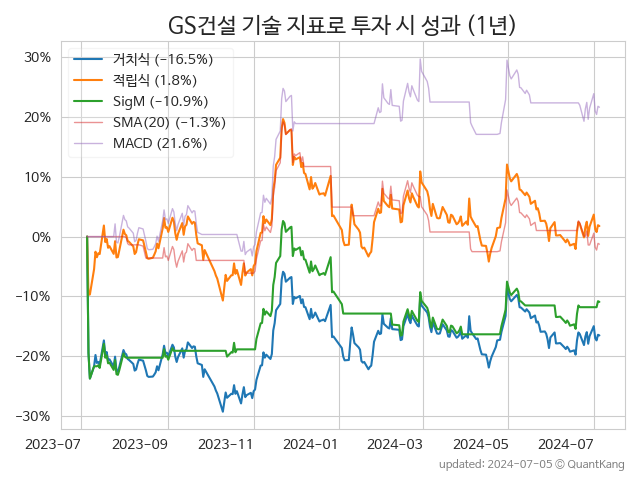 GS건설 기술 지표로 투자 시 성과 (1년)
30%
20%
10%
0%
−10%
−20%
−30%
거치식 (−16.5%)
적립식 (1.8%)
SigM (−10.9%)
SMA(20) (−1.3%)
MACD (21.6%)
2023-07
2023-09
2023-11
2024-01
2024-03
2024-05
2024-07
updated: 2024-07-05 © QuantKang